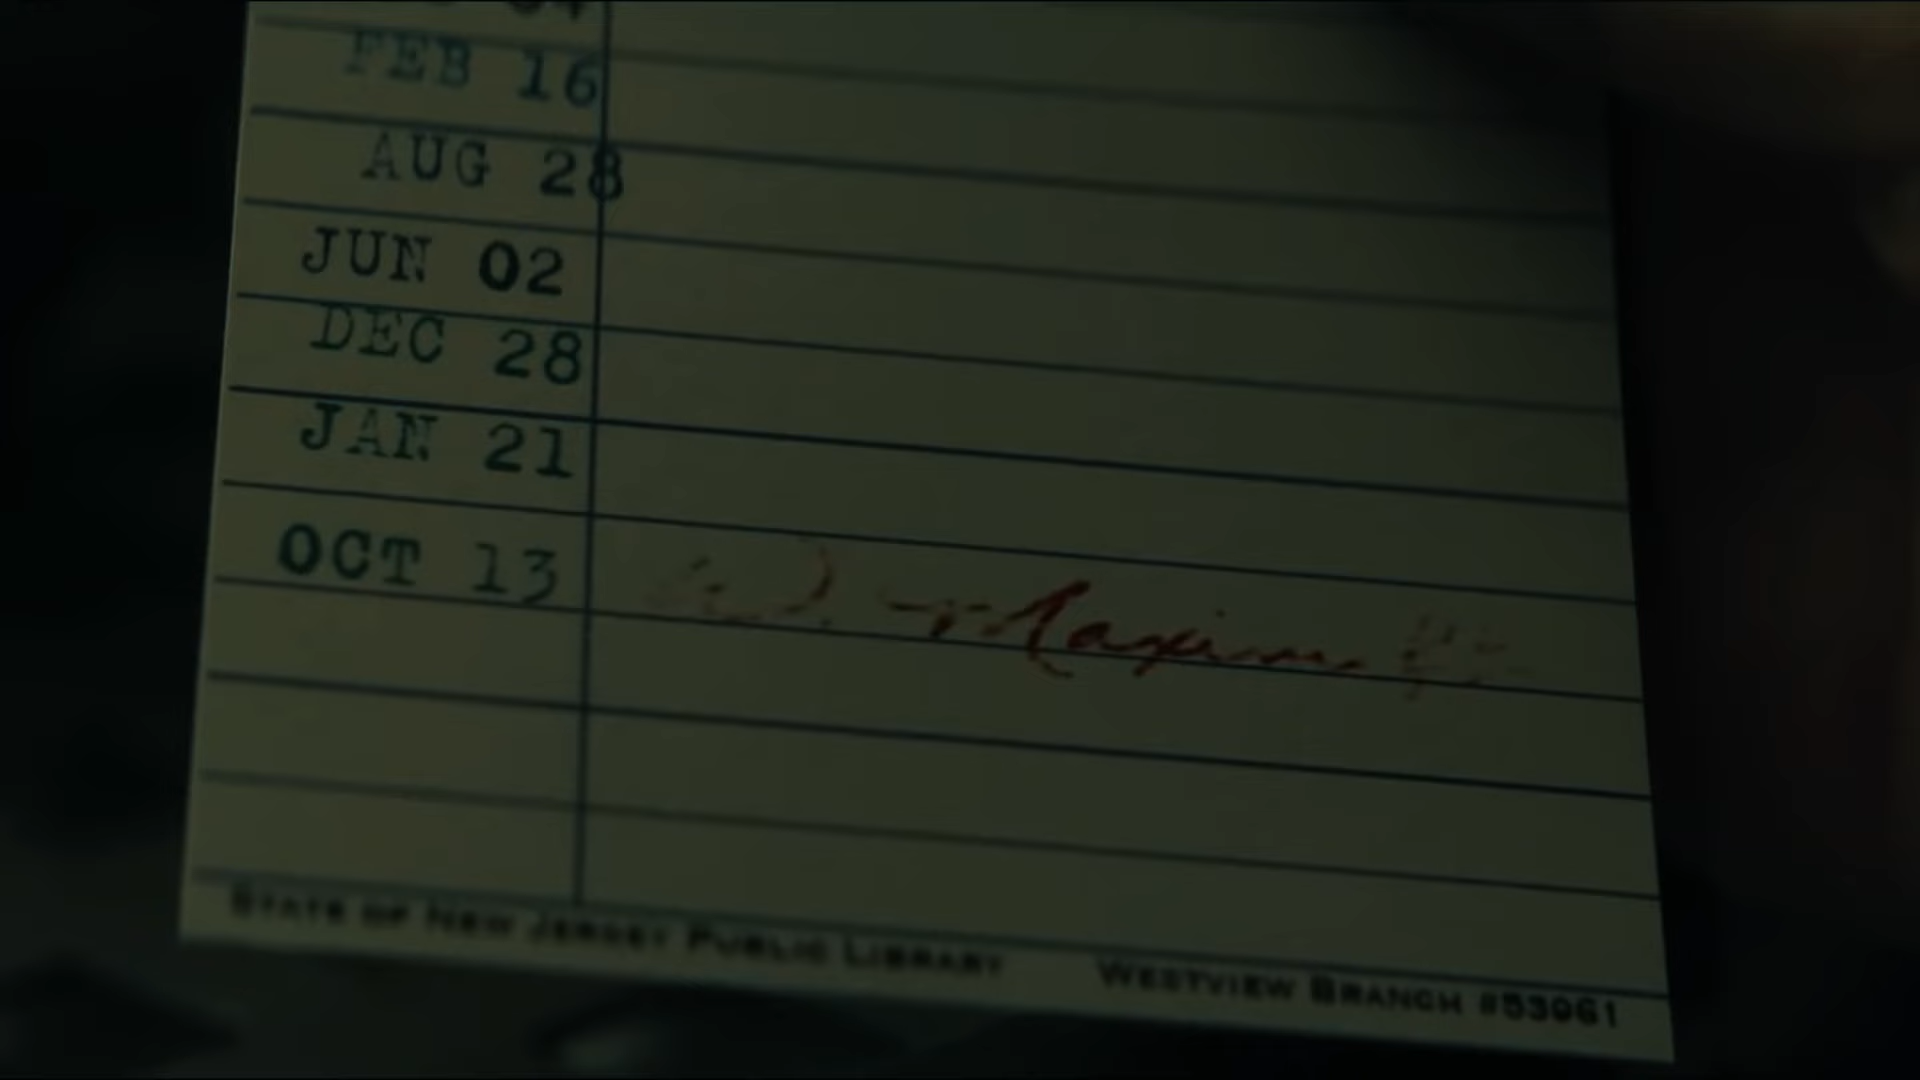 FEB 16
AUG 28
JUN 02
DEC 28
JAN 21
OCT 13 W. Maximoff
STATE OF NEW JERSEY PUBLIC LIBRARY WESTVIEW BRANCH #53961